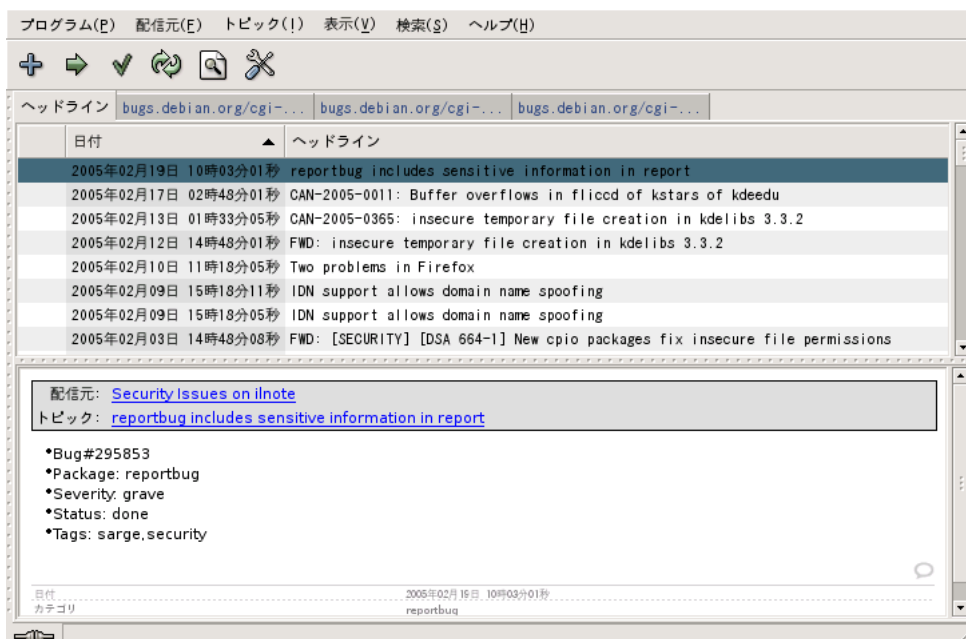 プログラム(P) 配信元(F) トピック(I) 表示(V) 検索(S) ヘルプ(H)
ヘッドライン bugs.debian.org/cgi-... bugs.debian.org/cgi-... bugs.debian.org/cgi-...
日付 ヘッドライン
2005年02月19日 10時03分01秒 reportbug includes sensitive information in report
2005年02月17日 02時48分01秒 CAN-2005-0011: Buffer overflows in fliccd of kstars of kdeedu
2005年02月13日 01時33分05秒 CAN-2005-0365: insecure temporary file creation in kdelibs 3.3.2
2005年02月12日 14時48分01秒 FWD: insecure temporary file creation in kdelibs 3.3.2
2005年02月10日 11時18分05秒 Two problems in Firefox
2005年02月09日 15時18分11秒 IDN support allows domain name spoofing
2005年02月09日 15時18分05秒 IDN support allows domain name spoofing
2005年02月03日 14時48分08秒 FWD: [SECURITY] [DSA 664-1] New cpio packages fix insecure file permissions
配信元: Security Issues on ilnote
トピック: reportbug includes sensitive information in report
Bug#295853
Package: reportbug
Severity: grave
Status: done
Tags: sarge,security
日付 2005年02月19日 10時03分01秒
カテゴリ reportbug